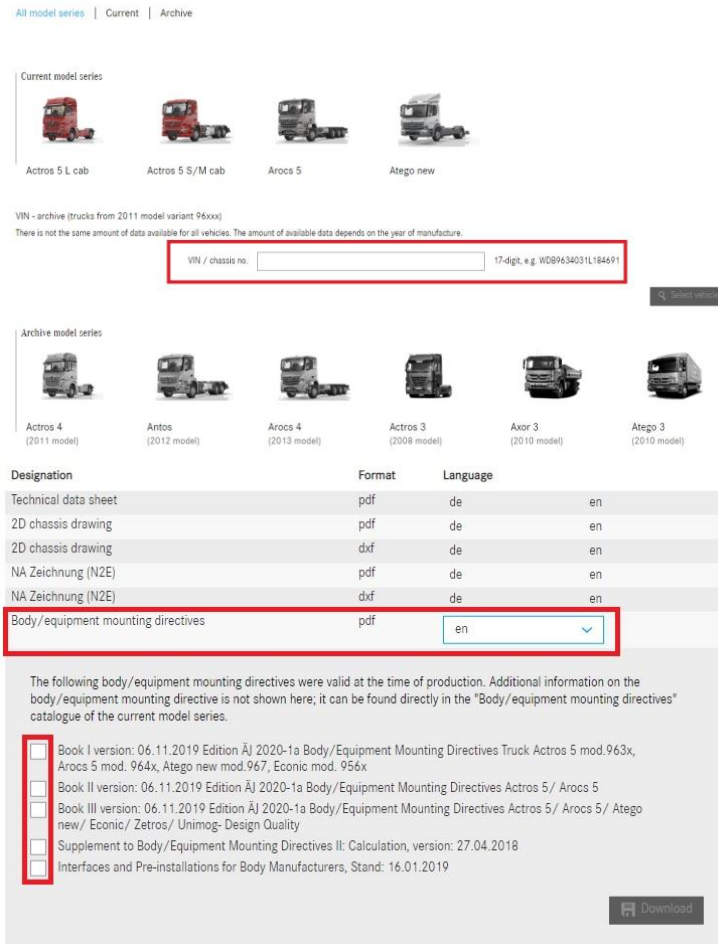 All model series | Current | Archive
Current model series
Actros 5 L cab Actros 5 S/M cab Arocs 5 Atego new
VIN - archive (trucks from 2011 model variant 96xxx)
There is not the same amount of data available for all vehicles. The amount of available data depends on the year of manufacture.
VIN / chassis no. 17-digit, e.g. WDB9634031L184691
Select vehicle
Archive model series
Actros 4 Antos Arocs 4 Actros 3 Axor 3 Atego 3
(2011 model) (2012 model) (2013 model) (2008 model) (2010 model) (2010 model)
Designation Format Language
Technical data sheet pdf de en
2D chassis drawing pdf de en
2D chassis drawing dxf de en
NA Zeichnung (N2E) pdf de en
NA Zeichnung (N2E) dxf de en
Body/equipment mounting directives pdf en
The following body/equipment mounting directives were valid at the time of production. Additional information on the
body/equipment mounting directive is not shown here; it can be found directly in the "Body/equipment mounting directives"
catalogue of the current model series.
Book I version: 06.11.2019 Edition ÄJ 2020-1a Body/Equipment Mounting Directives Truck Actros 5 mod.963x,
Arocs 5 mod. 964x, Atego new mod.967, Econic mod. 956x
Book II version: 06.11.2019 Edition ÄJ 2020-1a Body/Equipment Mounting Directives Actros 5/ Arocs 5
Book III version: 06.11.2019 Edition ÄJ 2020-1a Body/Equipment Mounting Directives Actros 5/ Arocs 5/ Atego
new/ Econic/ Zetros/ Unimog- Design Quality
Supplement to Body/Equipment Mounting Directives II: Calculation, version: 27.04.2018
Interfaces and Pre-installations for Body Manufacturers, Stand: 16.01.2019
Download